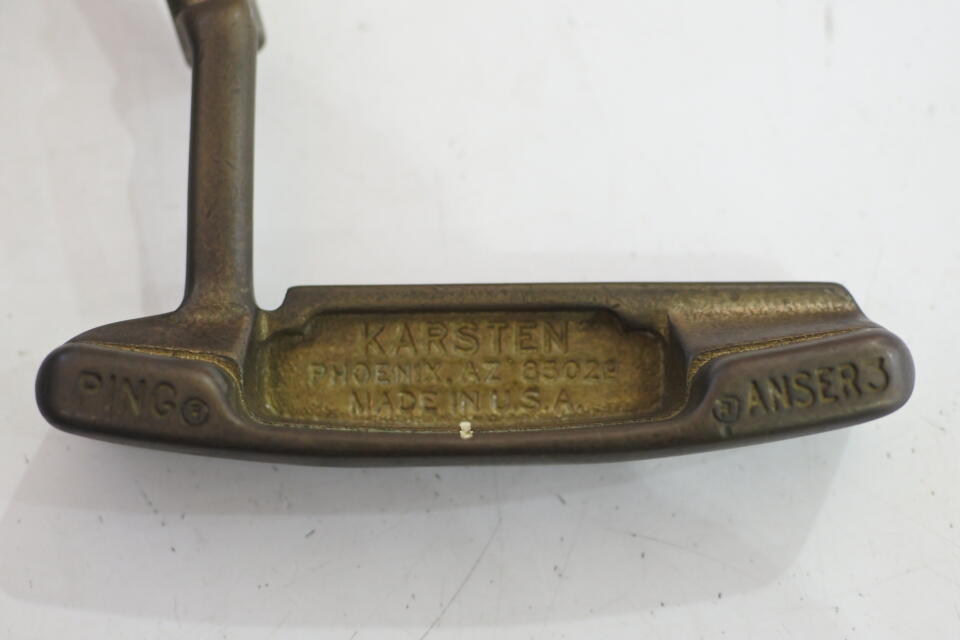 KARSTEN
PHOENIX, AZ 85029
MADE IN U.S.A.
PING ®
ANSER 3